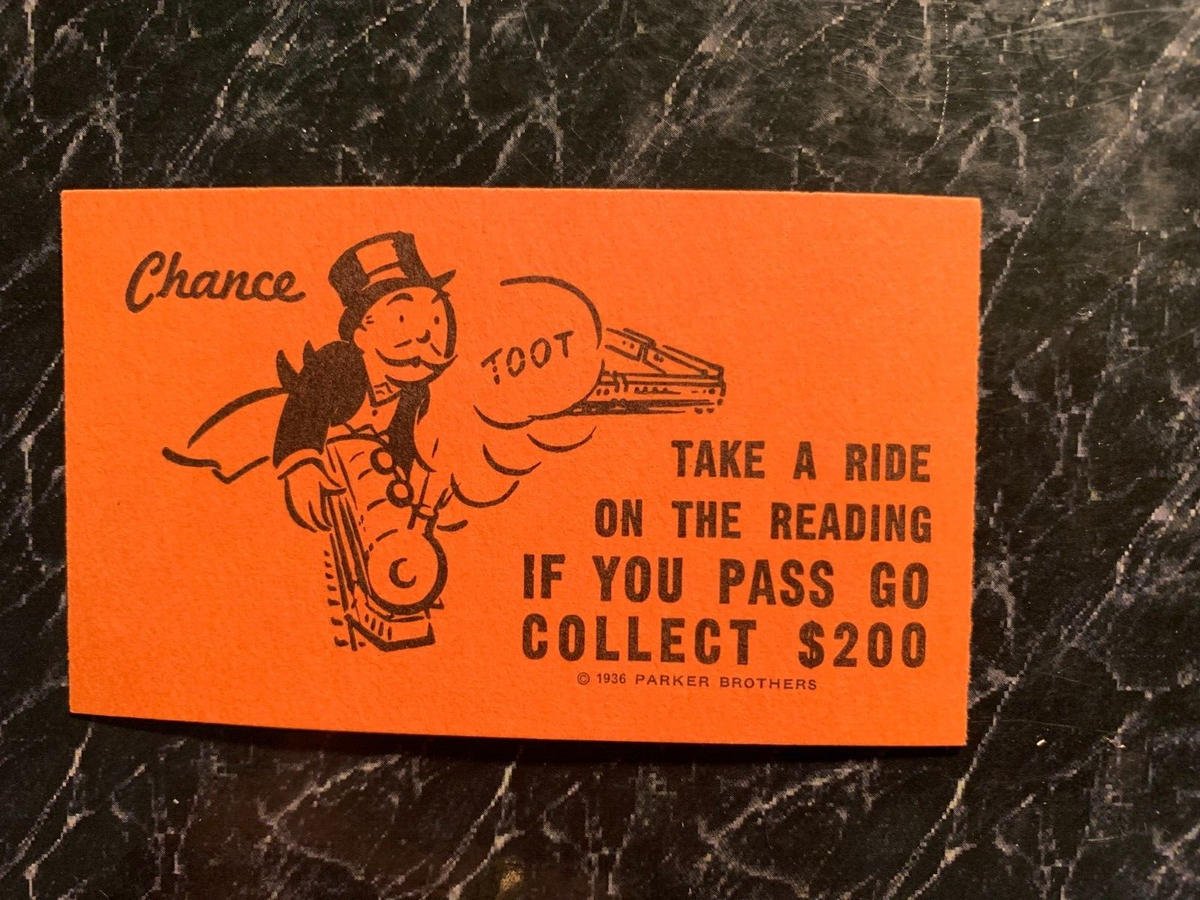 Chance
TOOT
TAKE A RIDE
ON THE READING
IF YOU PASS GO
COLLECT $200
© 1936 PARKER BROTHERS